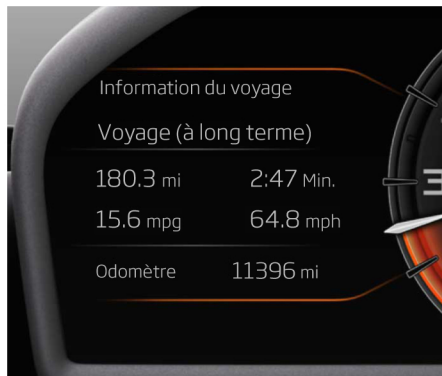 Information du voyage
Voyage (à long terme)
180.3 mi 2:47 Min.
15.6 mpg 64.8 mph
Odomètre 11396 mi